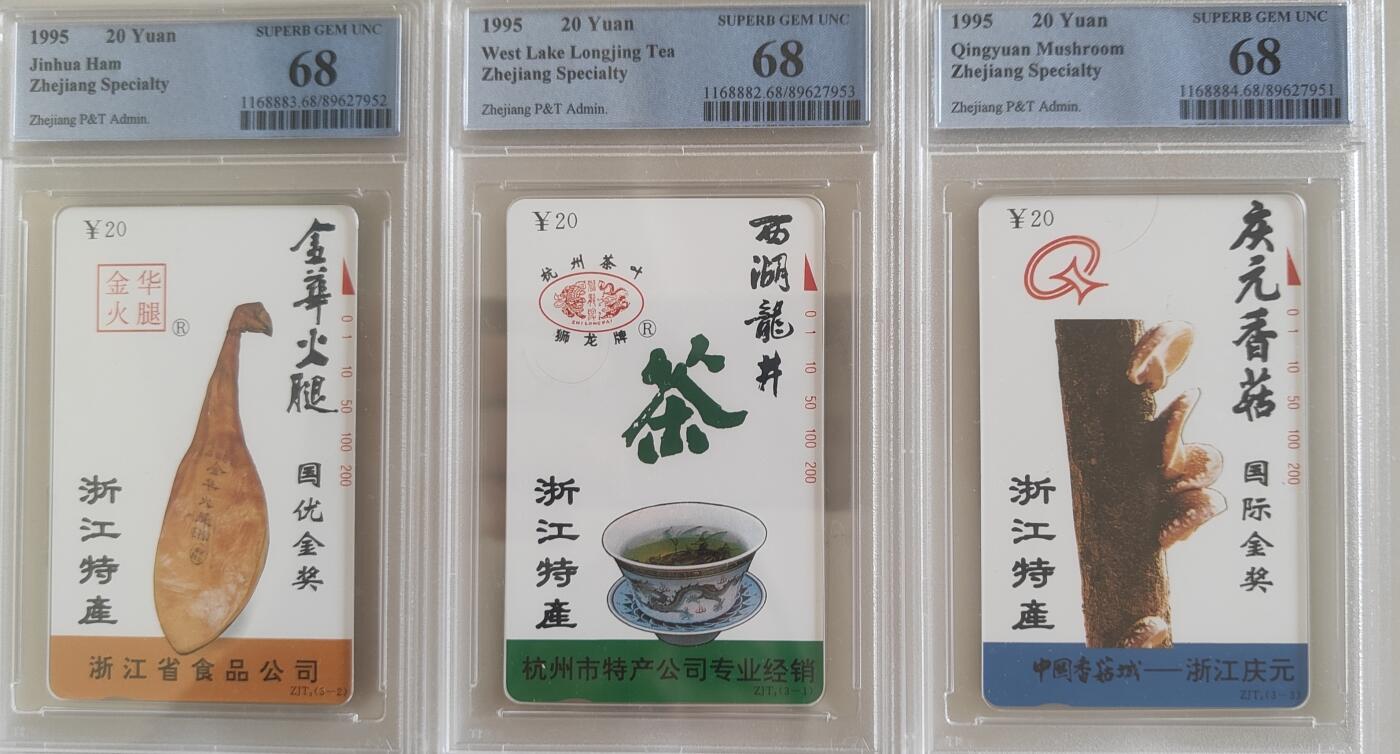 1995 20 Yuan SUPERB GEM UNC
Jinhua Ham 68
Zhejiang Specialty
1168883.68/89627952
Zhejiang P&T Admin.
¥20
金华
火腿
®
金華火腿
国优金奖
浙江特產
0 1 10 50 100 200
浙江省食品公司
1995 20 Yuan SUPERB GEM UNC
West Lake Longjing Tea 68
Zhejiang Specialty
1168882.68/89627953
Zhejiang P&T Admin.
¥20
杭州茶叶
SHILONGPAI
狮龙牌
®
西湖龍井
茶
浙江特產
0 1 10 50 100 200
杭州市特产公司专业经销
ZJT,(3-1)
1995 20 Yuan SUPERB GEM UNC
Qingyuan Mushroom 68
Zhejiang Specialty
1168884.68/89627951
Zhejiang P&T Admin.
¥20
庆元香菇
国际金奖
浙江特產
0 1 10 50 100 200
中国香菇城——浙江庆元
ZJT,(3-3)